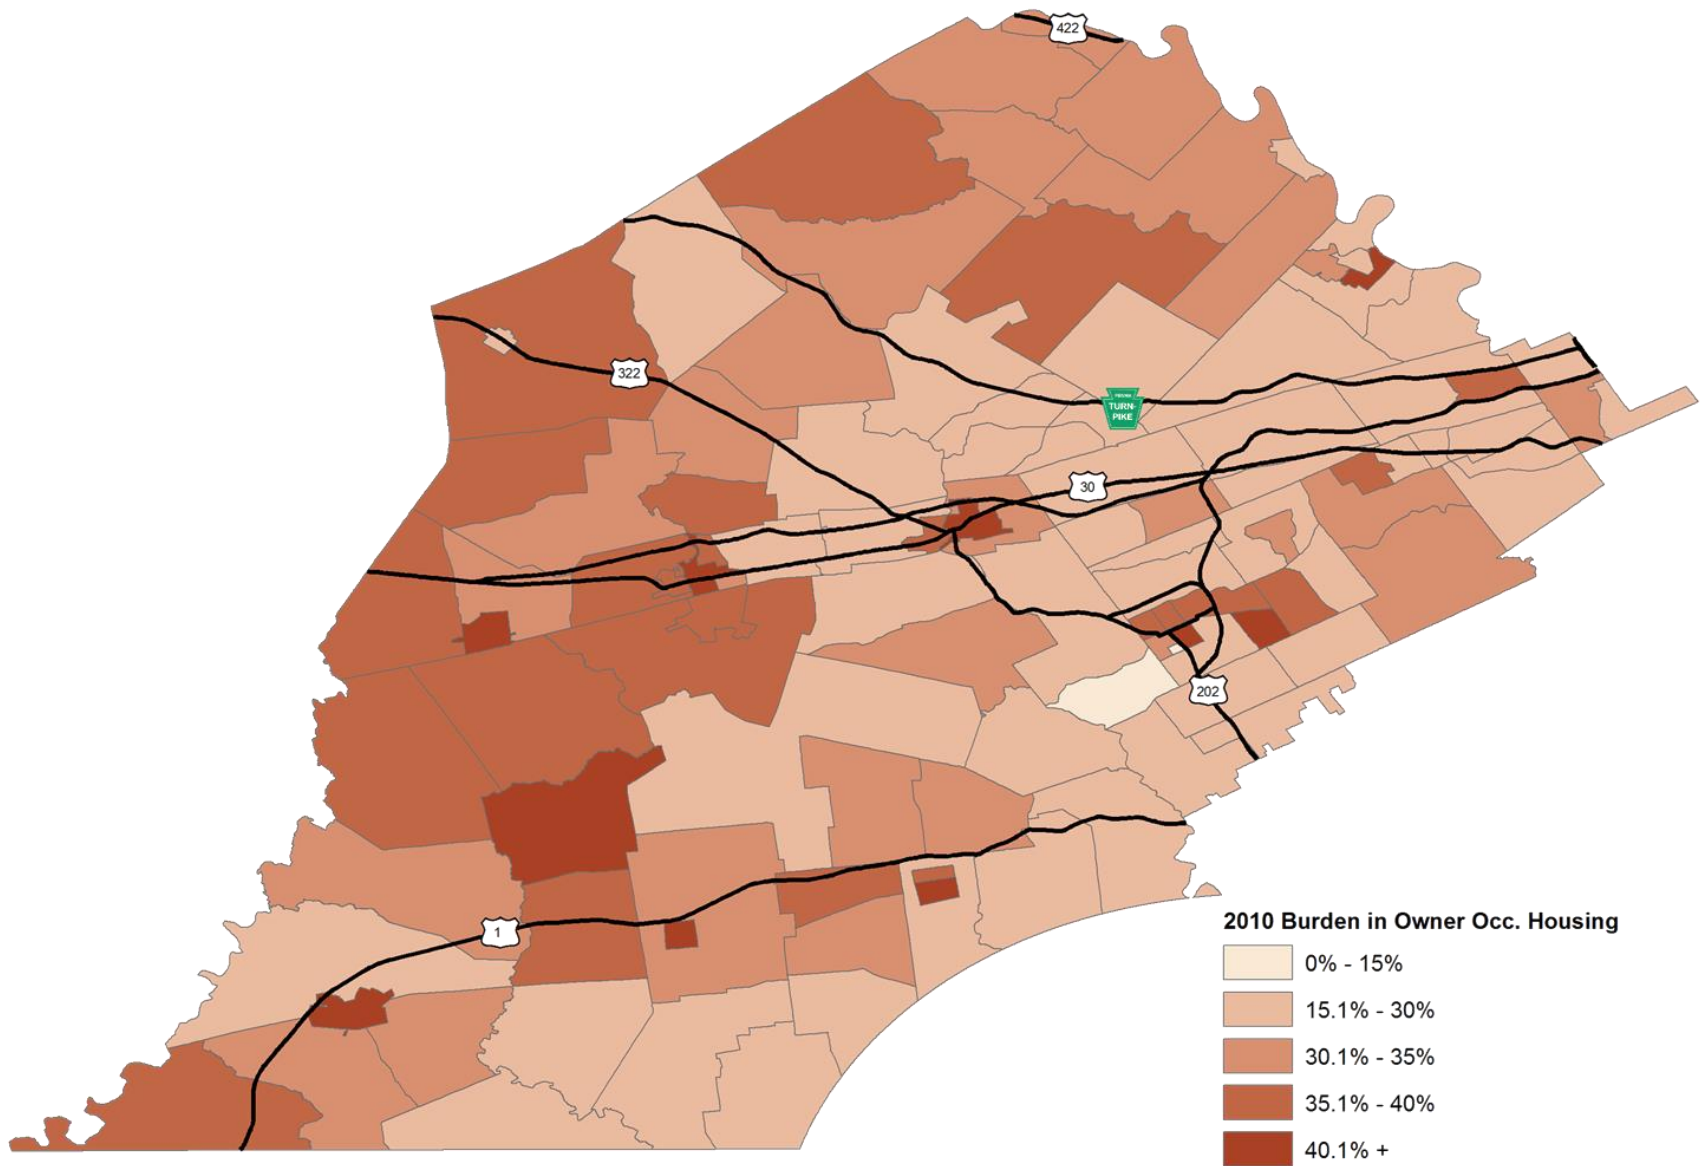 422
322
TURN-
PIKE
30
202
1
2010 Burden in Owner Occ. Housing
0% - 15%
15.1% - 30%
30.1% - 35%
35.1% - 40%
40.1% +